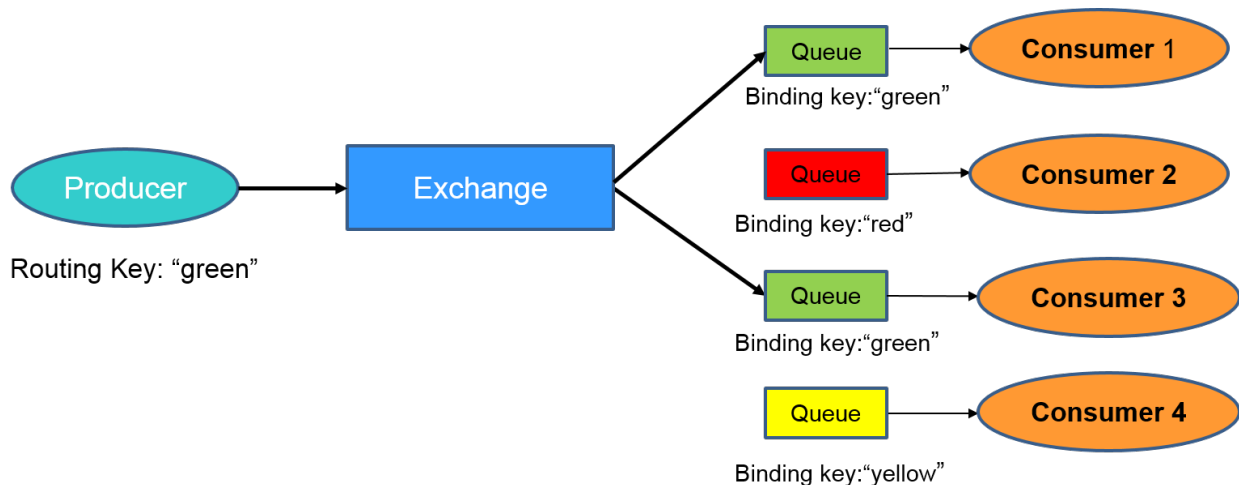 Producer
Routing Key: “green”
Exchange
Queue
Binding key:“green”
Consumer 1
Queue
Binding key:“red”
Consumer 2
Queue
Binding key:“green”
Consumer 3
Queue
Binding key:“yellow”
Consumer 4